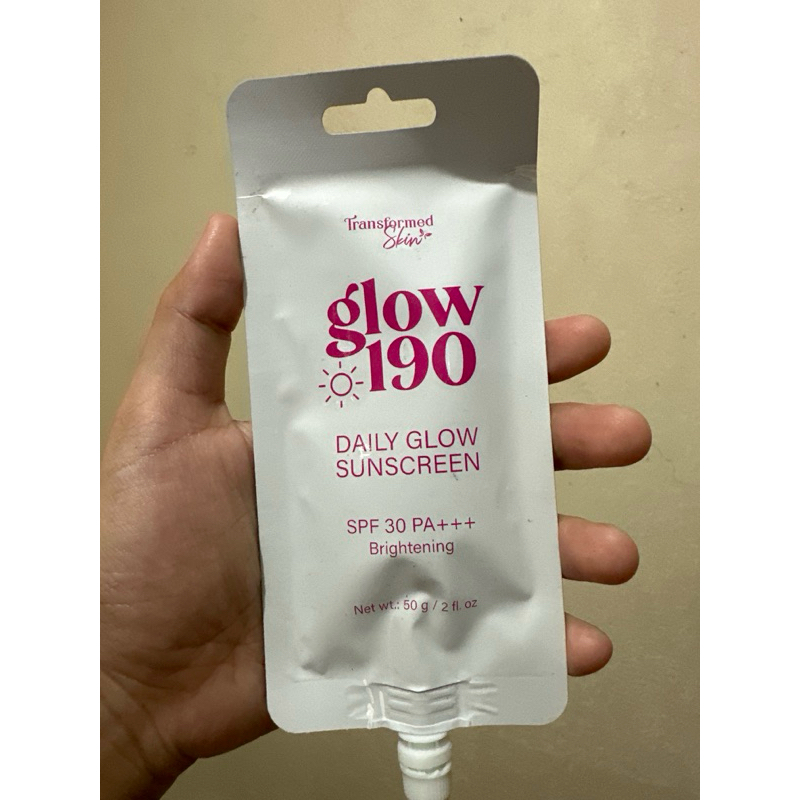 Transformed
Skin
glow
190
DAILY GLOW
SUNSCREEN
SPF 30 PA+++
Brightening
Net wt.: 50 g / 2 fl. oz